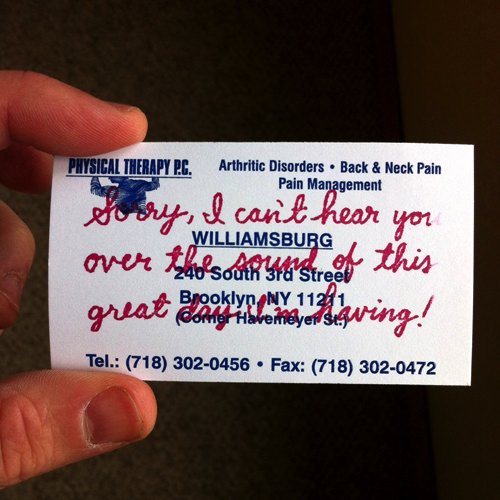 PHYSICAL THERAPY P.C.
Arthritic Disorders • Back & Neck Pain
Pain Management
Sorry, I can't hear you
WILLIAMSBURG
over the sound of this
240 South 3rd Street
Brooklyn, NY 11211
great day I'm having!
(Corner Havemeyer St.)
Tel.: (718) 302-0456 • Fax: (718) 302-0472